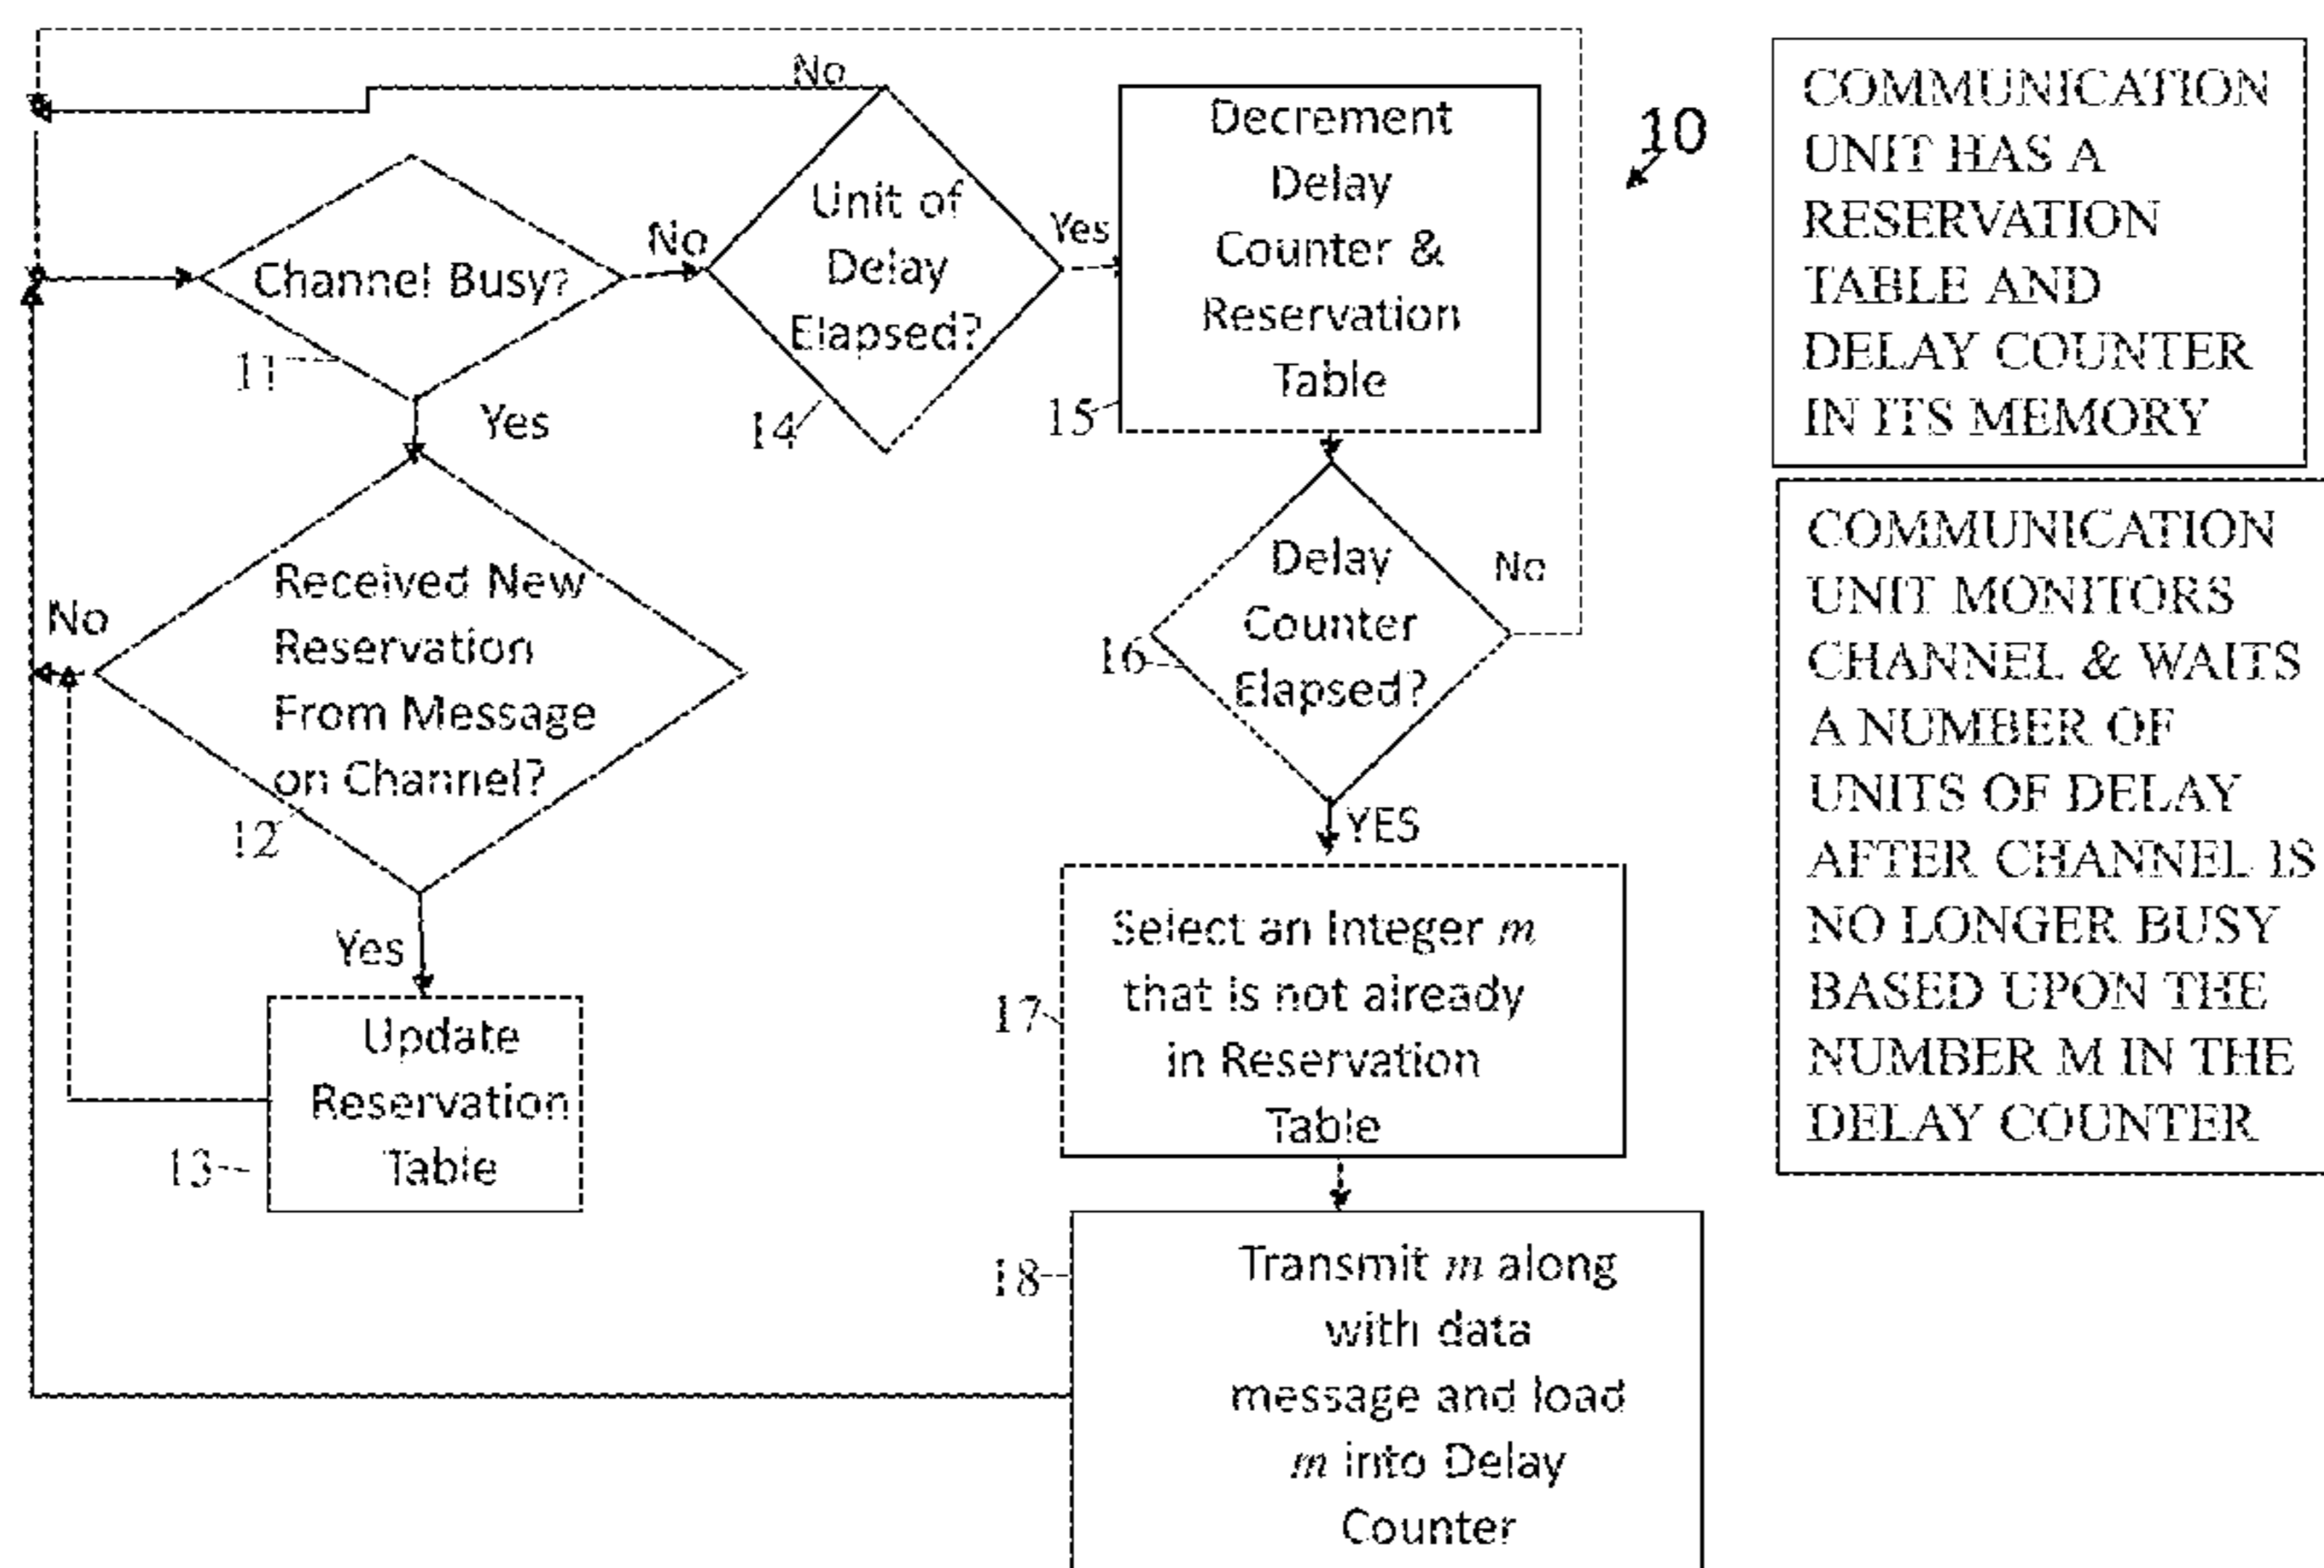 No
Channel Busy?
11
No
Unit of
Delay
Elapsed?
14
Yes
Decrement
Delay
Counter &
Reservation
Table
15
10
Yes
Received New
Reservation
From Message
on Channel?
12
No
Yes
Update
Reservation
Table
13
Delay
Counter
Elapsed?
16
No
YES
Select an Integer m
that is not already
in Reservation
Table
17
Transmit m along
with data
message and load
m into Delay
Counter
18
COMMUNICATION
UNIT HAS A
RESERVATION
TABLE AND
DELAY COUNTER
IN ITS MEMORY
COMMUNICATION
UNIT MONITORS
CHANNEL & WAITS
A NUMBER OF
UNITS OF DELAY
AFTER CHANNEL IS
NO LONGER BUSY
BASED UPON THE
NUMBER M IN THE
DELAY COUNTER